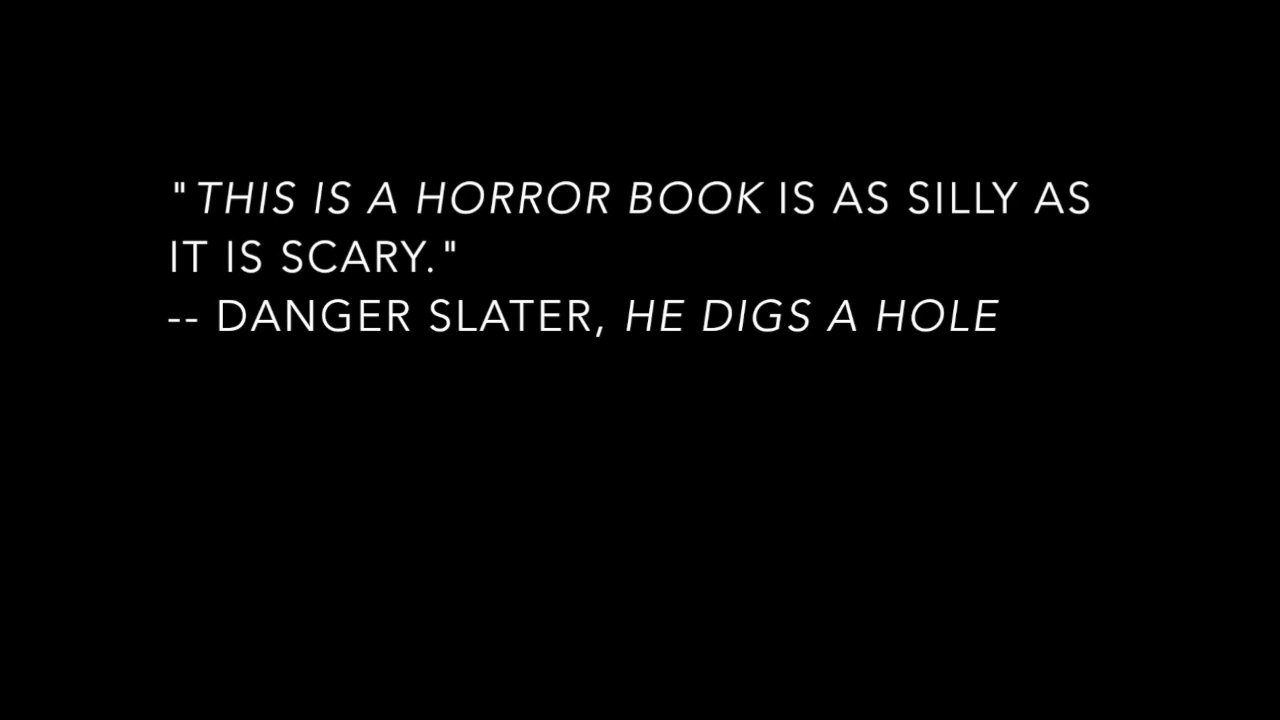 "THIS IS A HORROR BOOK IS AS SILLY AS
IT IS SCARY."
-- DANGER SLATER, HE DIGS A HOLE